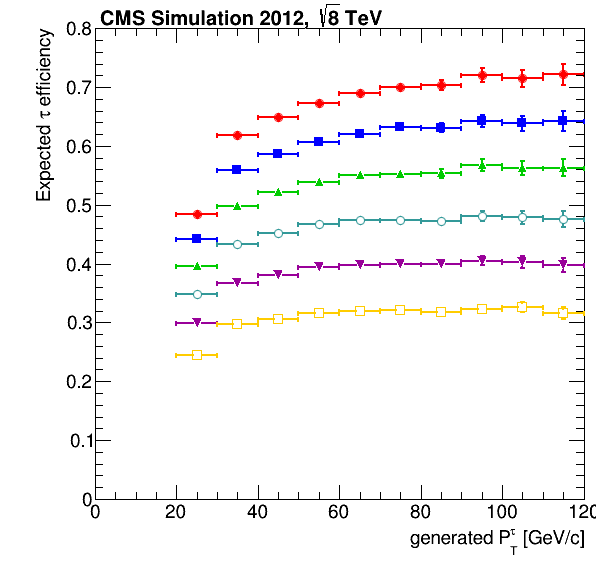 CMS Simulation 2012, √8 TeV
Expected τ efficiency
0.8
0.7
0.6
0.5
0.4
0.3
0.2
0.1
0
0 20 40 60 80 100 120
generated P_T^τ [GeV/c]